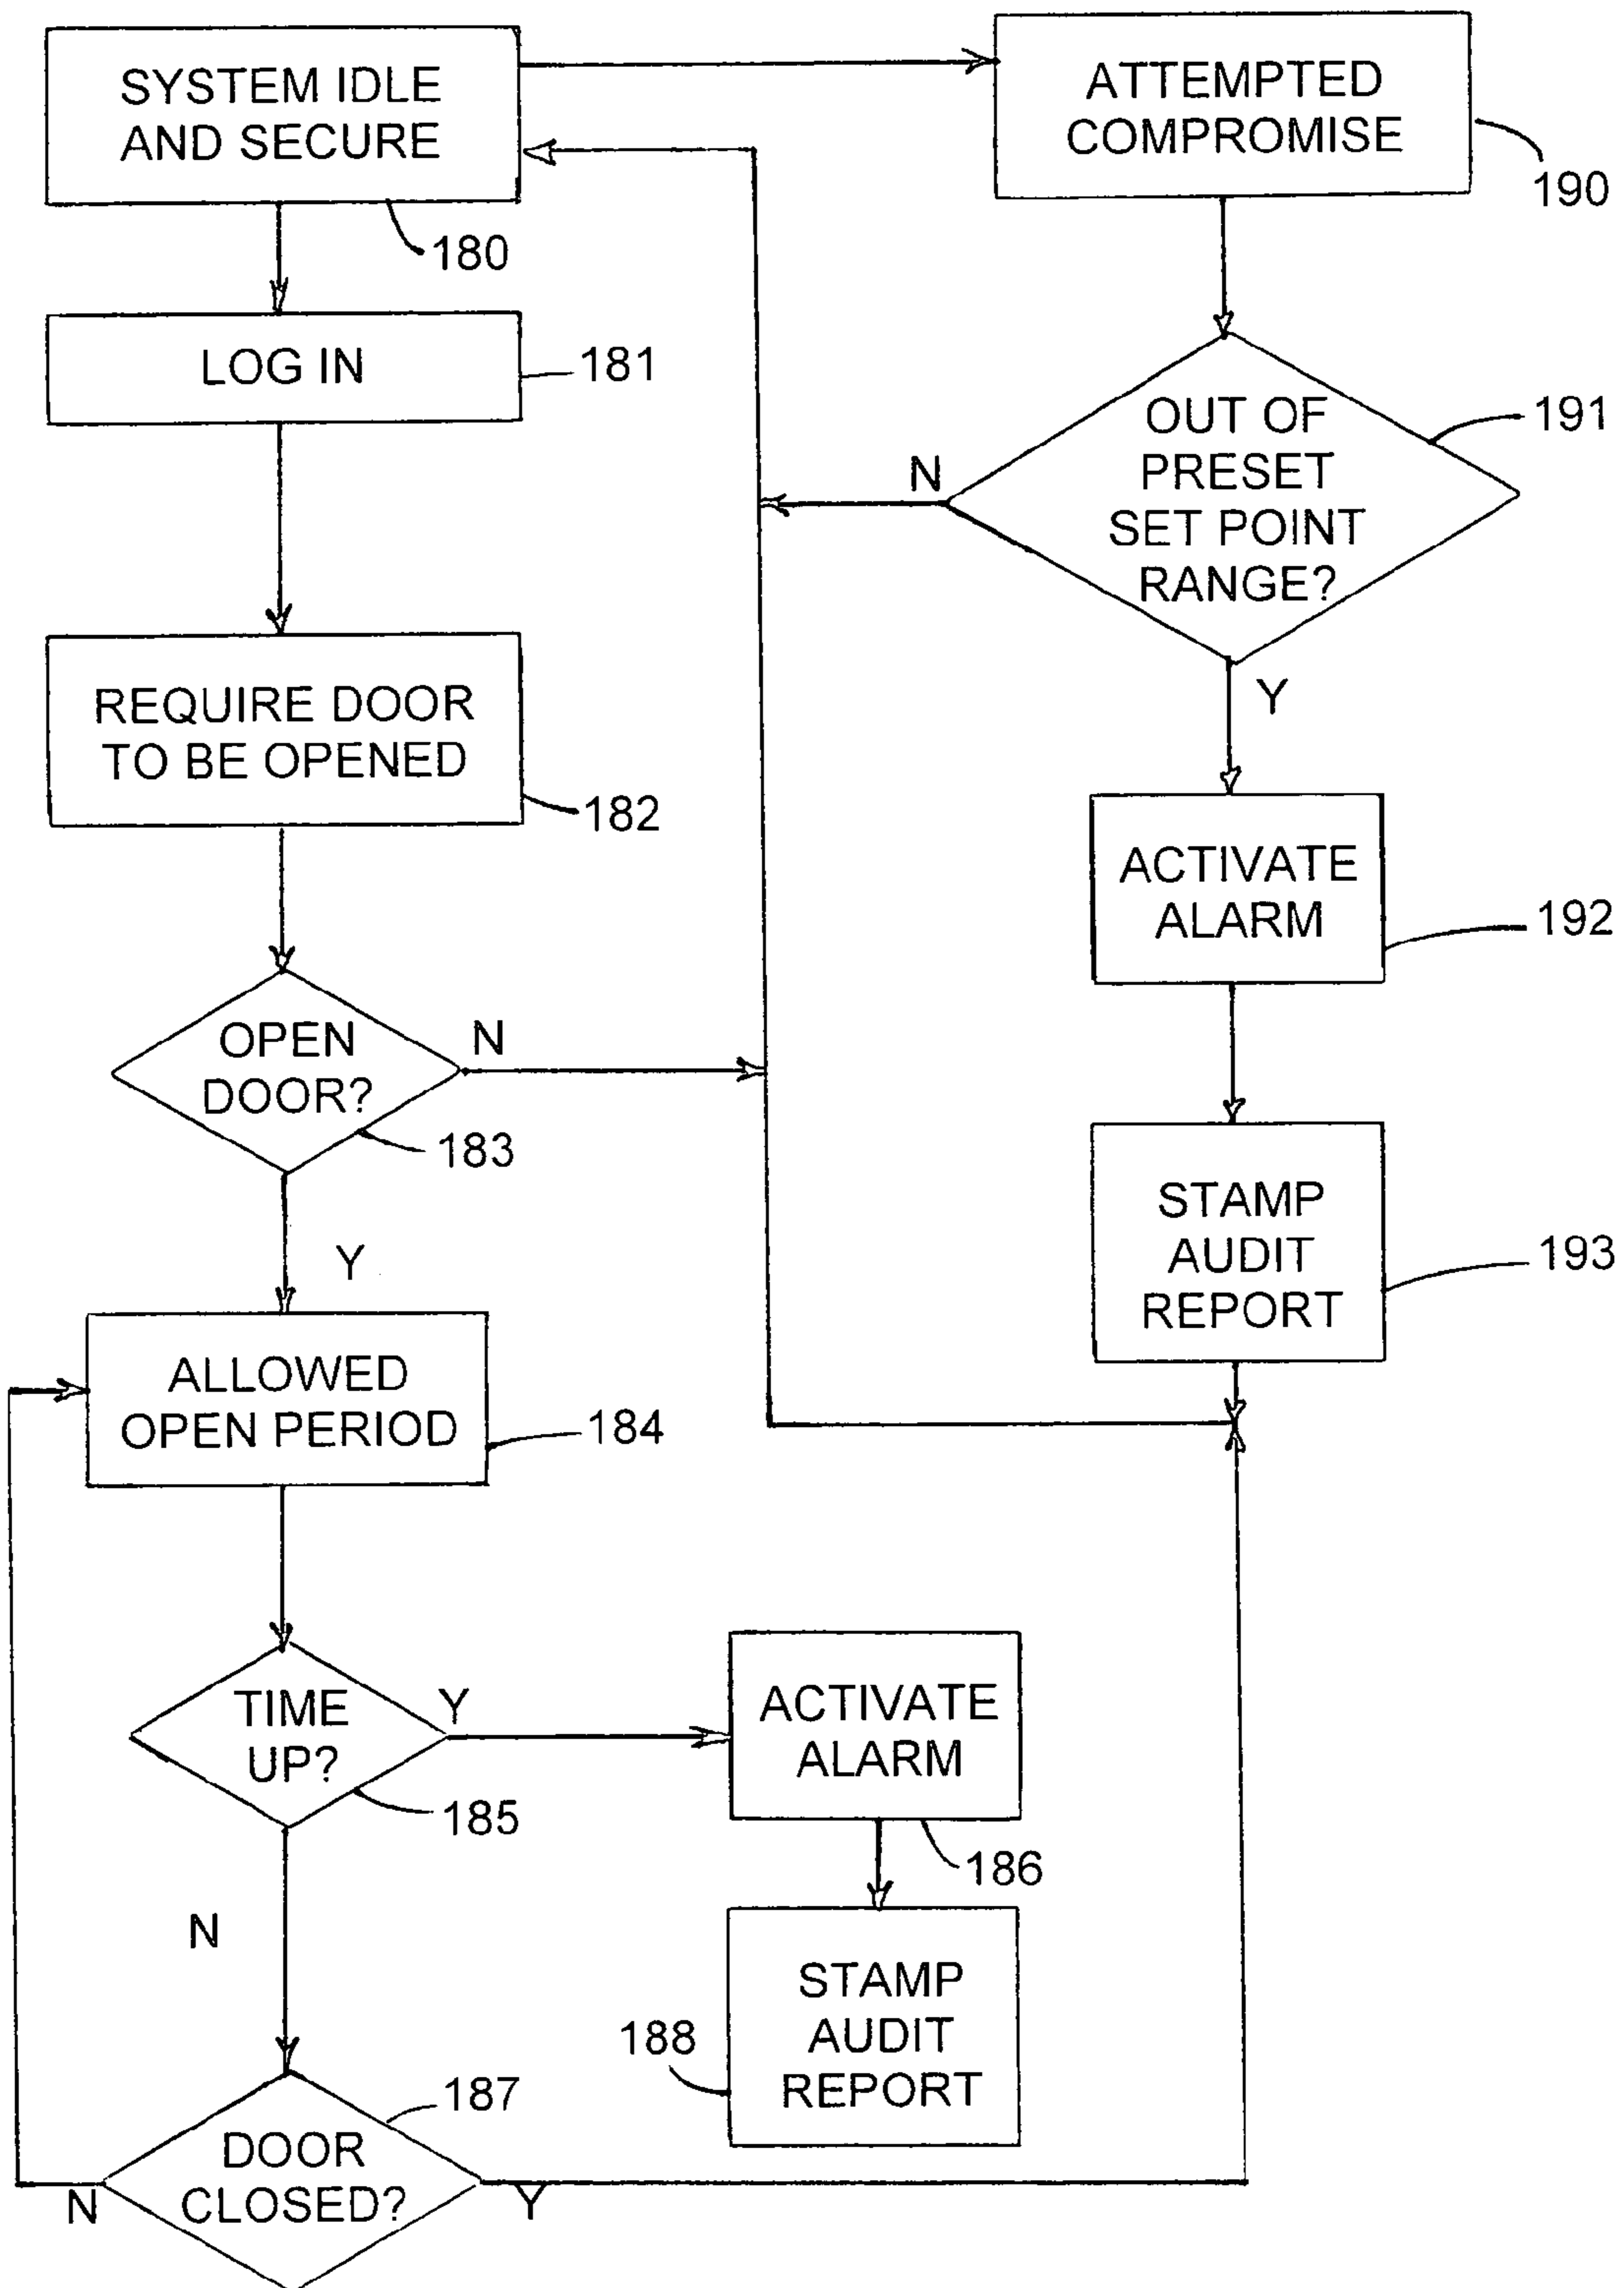 SYSTEM IDLE
AND SECURE
180
ATTEMPTED
COMPROMISE
190
LOG IN
181
OUT OF
PRESET
SET POINT
RANGE?
191
N
Y
REQUIRE DOOR
TO BE OPENED
182
ACTIVATE
ALARM
192
OPEN
DOOR?
N
183
Y
STAMP
AUDIT
REPORT
193
ALLOWED
OPEN PERIOD
184
TIME
UP?
Y
185
N
ACTIVATE
ALARM
186
STAMP
AUDIT
REPORT
188
187
DOOR
CLOSED?
N
Y